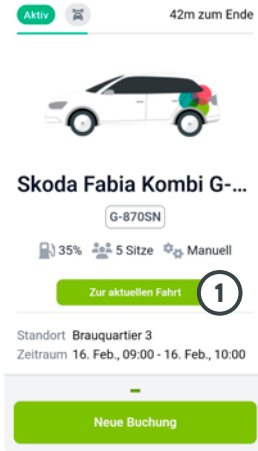 Aktiv 42m zum Ende
Skoda Fabia Kombi G-...
G-870SN
35% 5 Sitze Manuell
Zur aktuellen Fahrt 1
Standort Brauquartier 3
Zeitraum 16. Feb., 09:00 - 16. Feb., 10:00
Neue Buchung